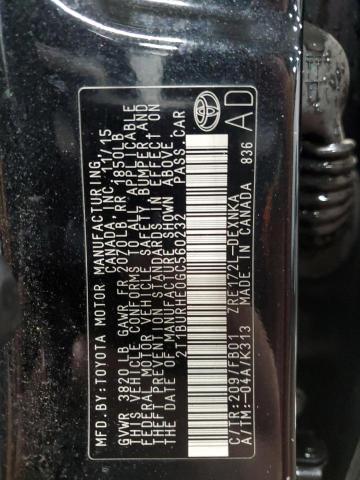 MFD.BY:TOYOTA MOTOR MANUFACTURING
CANADA, INC. 11/15
GVWR 3820 LB GAWR FR 2070LB RR 1850LB
THIS VEHICLE CONFORMS TO ALL APPLICABLE
FEDERAL MOTOR VEHICLE SAFETY, BUMPER AND
THEFT PREVENTION STANDARDS IN EFFECT ON
THE DATE OF MANUFACTURE SHOWN ABOVE.
2T1BURHE0GC560232 PASS.CAR
C/TR:209/FB01 ZRE172L-DEXNKA
A/TM:-04A/K313 MADE IN CANADA 836
AD